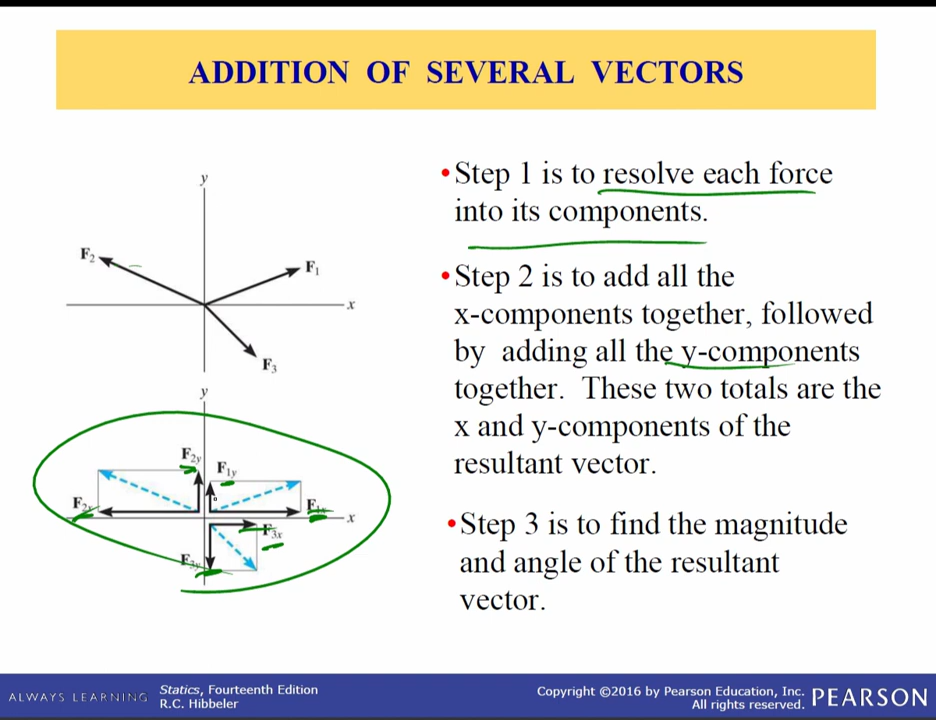 ADDITION OF SEVERAL VECTORS
y
F2
F1
x
F3
•Step 1 is to resolve each force
into its components.
•Step 2 is to add all the
x-components together, followed
by adding all the y-components
together. These two totals are the
x and y-components of the
resultant vector.
•Step 3 is to find the magnitude
and angle of the resultant
vector.
y
F2y
F1y
F2x
F1x
x
F3x
F3y
ALWAYS LEARNING
Statics, Fourteenth Edition
R.C. Hibbeler
Copyright ©2016 by Pearson Education, Inc.
All rights reserved.
PEARSON